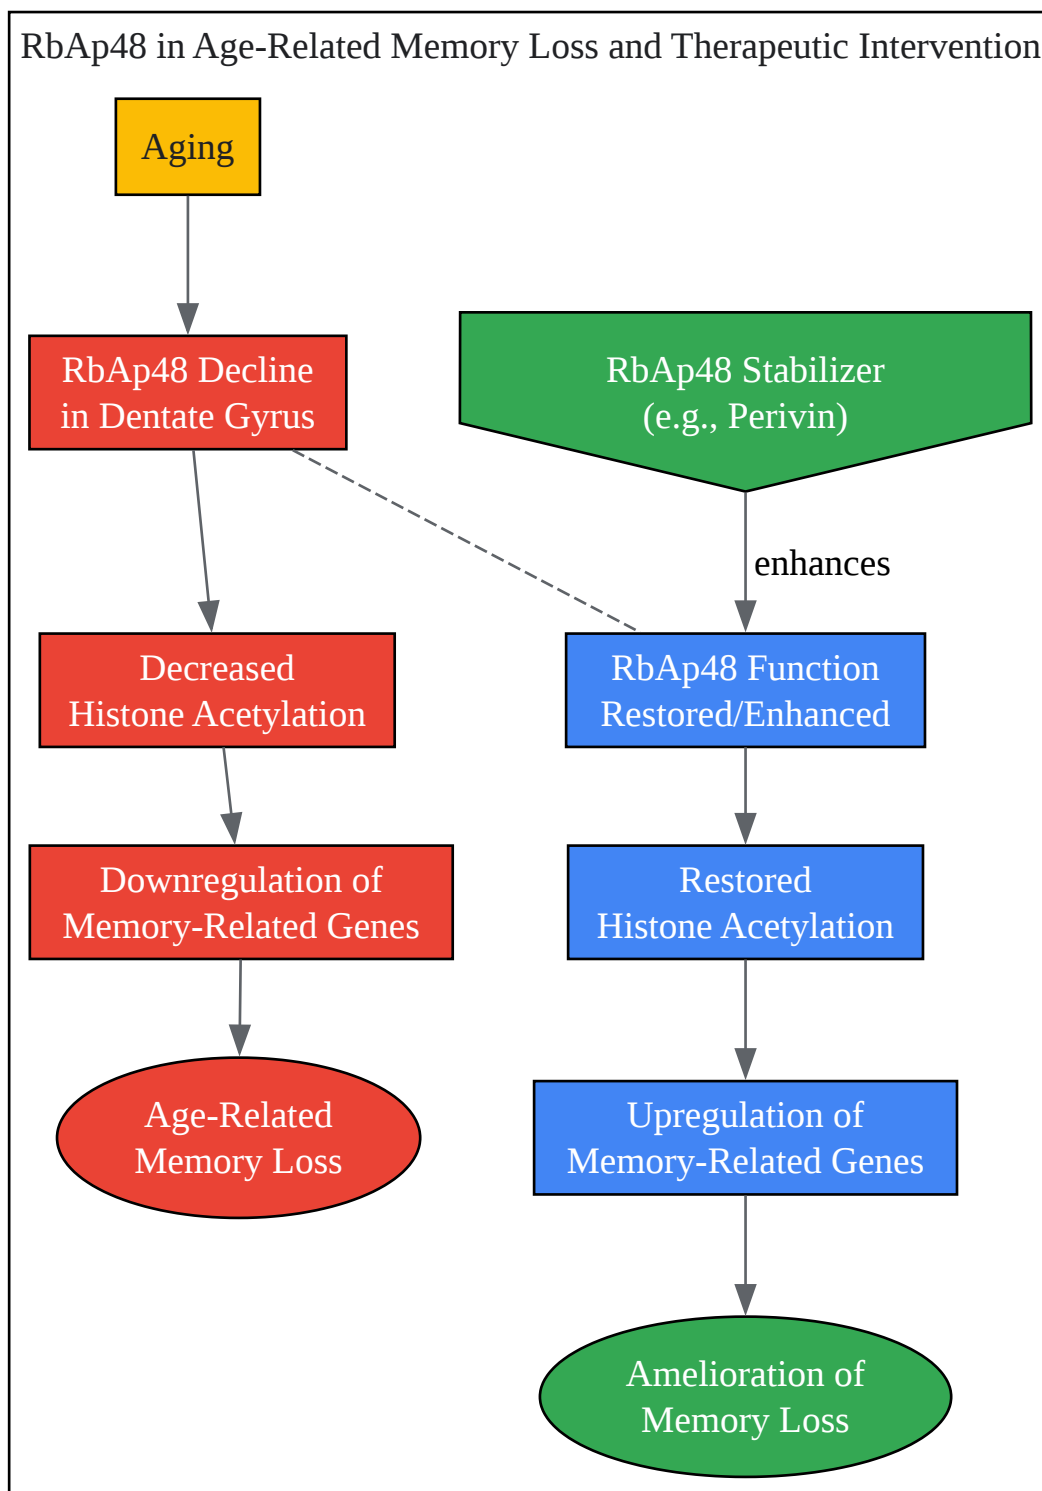 RbAp48 in Age-Related Memory Loss and Therapeutic Intervention
Aging
RbAp48 Decline
in Dentate Gyrus
RbAp48 Stabilizer
(e.g., Perivin)
enhances
Decreased
Histone Acetylation
RbAp48 Function
Restored/Enhanced
Downregulation of
Memory-Related Genes
Restored
Histone Acetylation
Age-Related
Memory Loss
Upregulation of
Memory-Related Genes
Amelioration of
Memory Loss